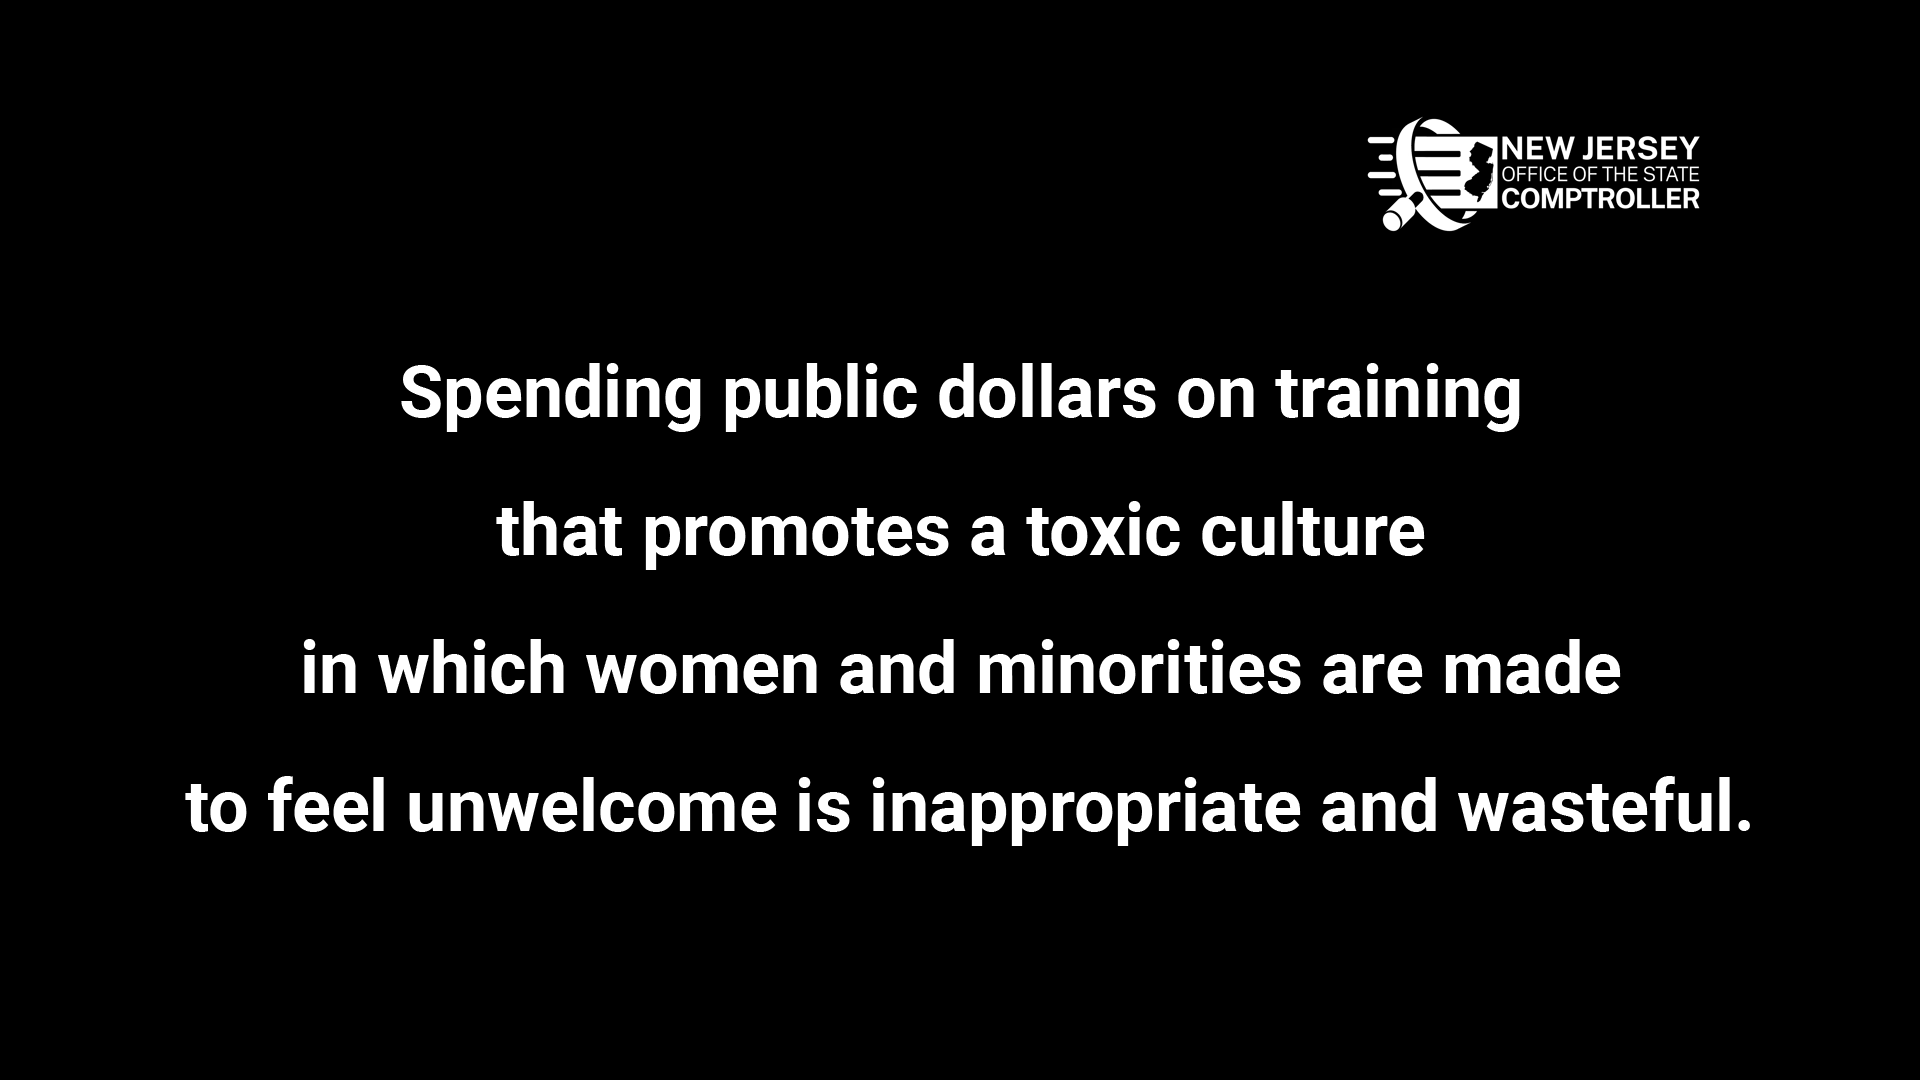 NEW JERSEY
OFFICE OF THE STATE
COMPTROLLER
Spending public dollars on training
that promotes a toxic culture
in which women and minorities are made
to feel unwelcome is inappropriate and wasteful.